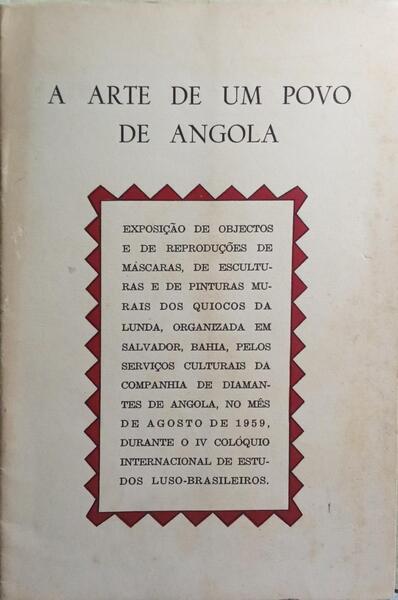 A ARTE DE UM POVO
DE ANGOLA
EXPOSIÇÃO DE OBJECTOS
E DE REPRODUÇÕES DE
MÁSCARAS, DE ESCULTU-
RAS E DE PINTURAS MU-
RAIS DOS QUIOCOS DA
LUNDA, ORGANIZADA EM
SALVADOR, BAHIA, PELOS
SERVIÇOS CULTURAIS DA
COMPANHIA DE DIAMAN-
TES DE ANGOLA, NO MÊS
DE AGOSTO DE 1959,
DURANTE O IV COLÓQUIO
INTERNACIONAL DE ESTU-
DOS LUSO-BRASILEIROS.